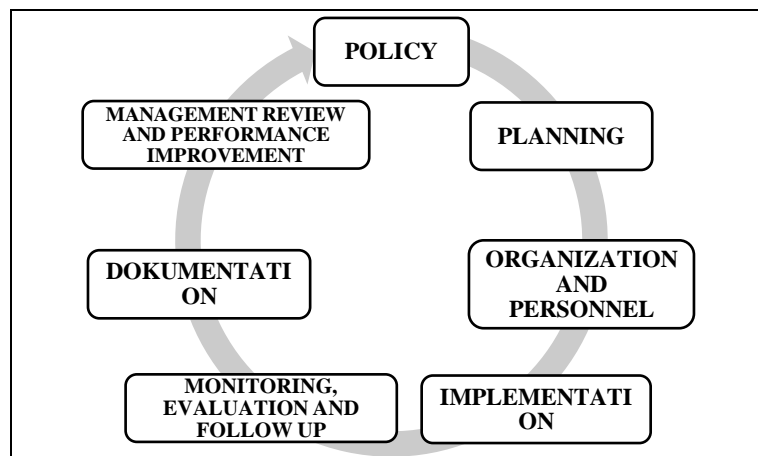 POLICY
PLANNING
ORGANIZATION
AND
PERSONNEL
IMPLEMENTATI
ON
MONITORING,
EVALUATION AND
FOLLOW UP
DOKUMENTATI
ON
MANAGEMENT REVIEW
AND PERFORMANCE
IMPROVEMENT